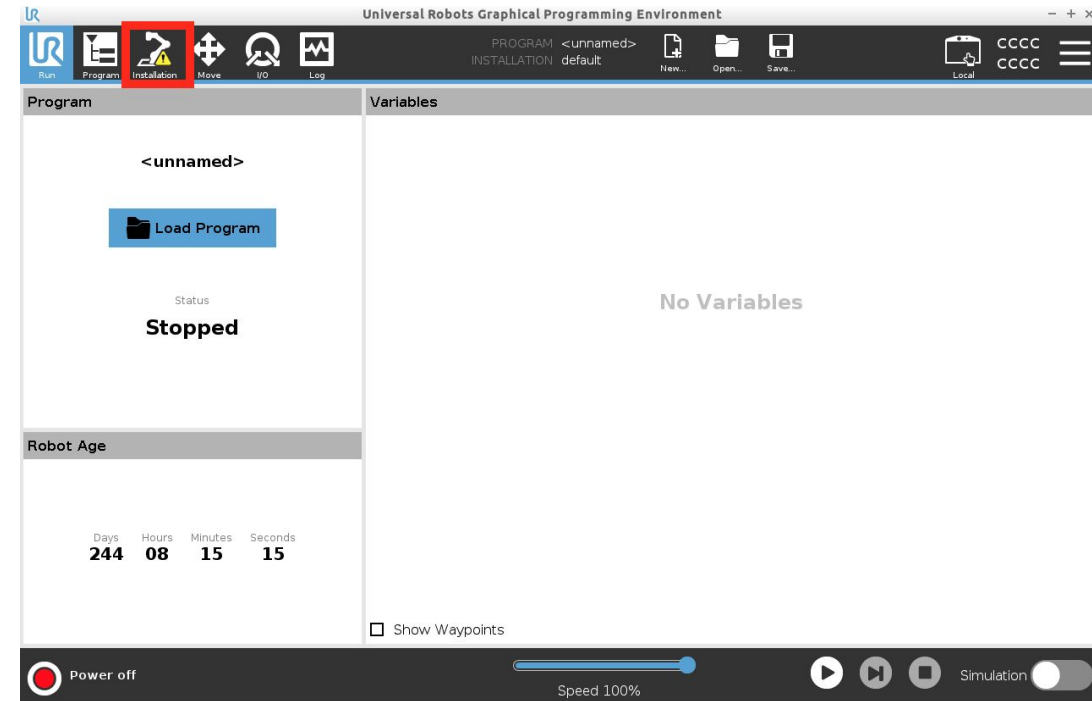 Universal Robots Graphical Programming Environment
Run
Program
Installation
Move
I/O
Log
PROGRAM <unnamed>
INSTALLATION default
New...
Open...
Save...
Local
CCCC
CCCC
Program
<unnamed>
Load Program
Status
Stopped
Variables
No Variables
Robot Age
Days Hours Minutes Seconds
244 08 15 15
Show Waypoints
Power off
Speed 100%
Simulation